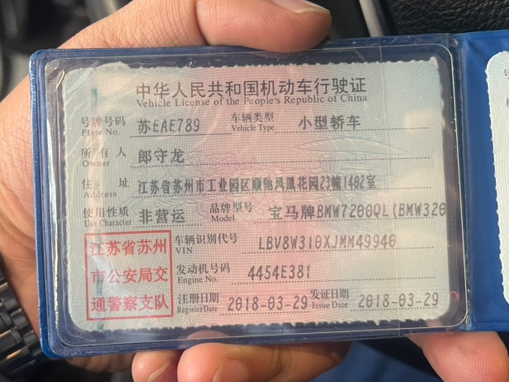 中华人民共和国机动车行驶证
Vehicle License of the People's Republic of China
号牌号码 苏EAE789 车辆类型 小型轿车
Plate No. Vehicle Type
所有人 郎守龙
Owner
住址 江苏省苏州市工业园区顺驰凤凰花园23幢1402室
Address
使用性质 非营运 品牌型号 宝马牌BMW7200QL(BMW320
Use Character Model
江苏省苏州
市公安局交
通警察支队
车辆识别代号 LBV8W310XJMM49940
VIN
发动机号码 4454E381
Engine No.
注册日期 2018-03-29 发证日期 2018-03-29
Register Date Issue Date